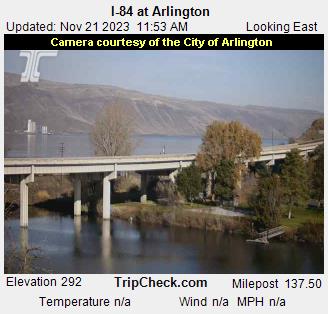 I-84 at Arlington
Updated: Nov 21 2023 11:53 AM Looking East
Camera courtesy of the City of Arlington
Elevation 292 TripCheck.com Milepost 137.50
Temperature n/a Wind n/a MPH n/a